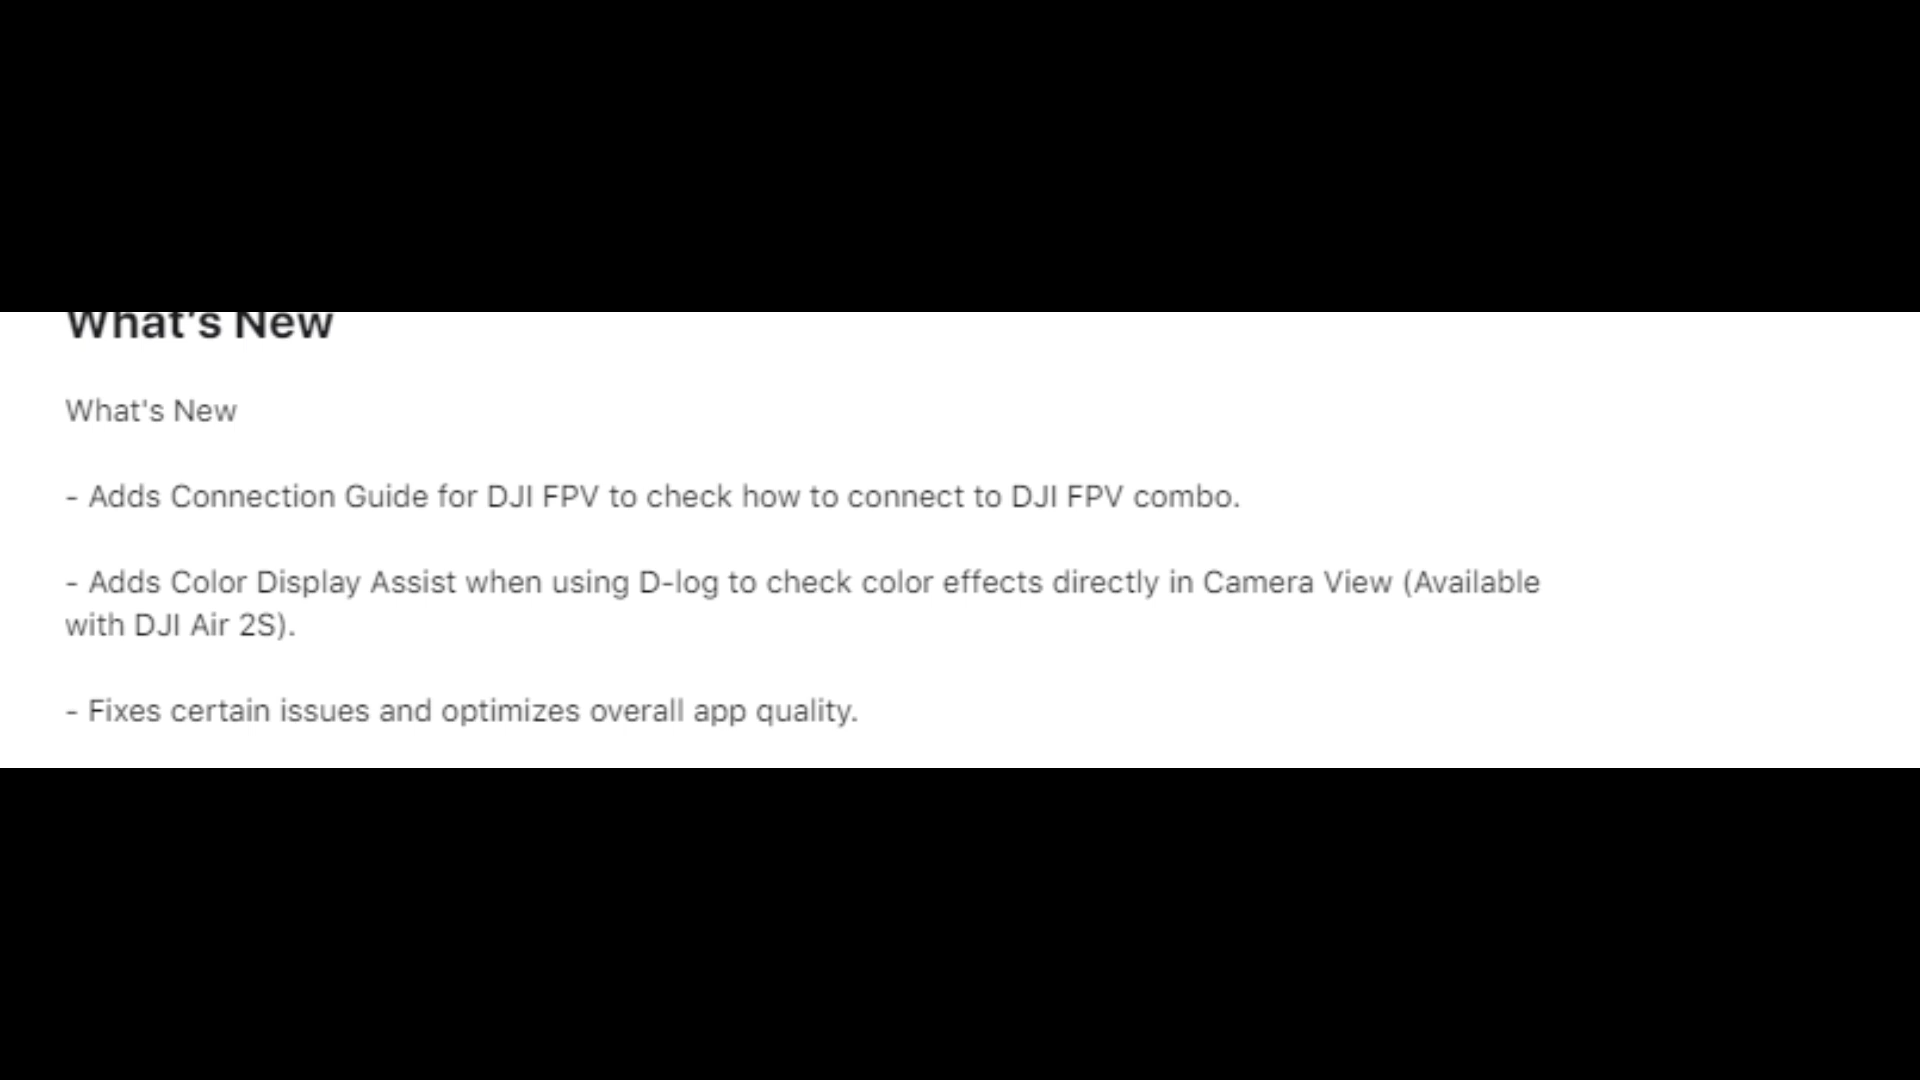 What's New
What's New
- Adds Connection Guide for DJI FPV to check how to connect to DJI FPV combo.
- Adds Color Display Assist when using D-log to check color effects directly in Camera View (Available
with DJI Air 2S).
- Fixes certain issues and optimizes overall app quality.